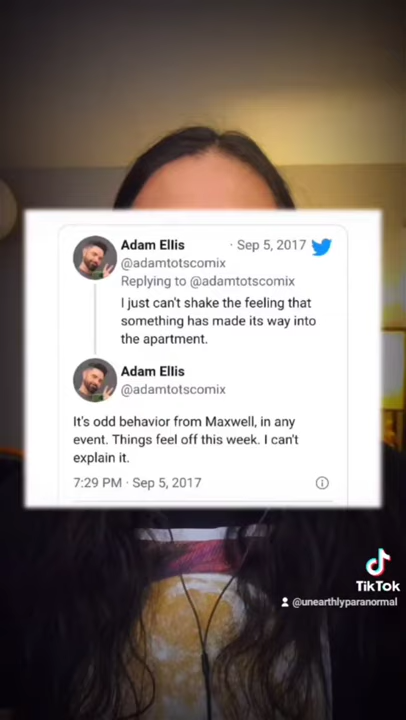 Adam Ellis · Sep 5, 2017
@adamtotscomix
Replying to @adamtotscomix
I just can't shake the feeling that
something has made its way into
the apartment.
Adam Ellis
@adamtotscomix
It's odd behavior from Maxwell, in any
event. Things feel off this week. I can't
explain it.
7:29 PM · Sep 5, 2017
TikTok
@unearthlyparanormal